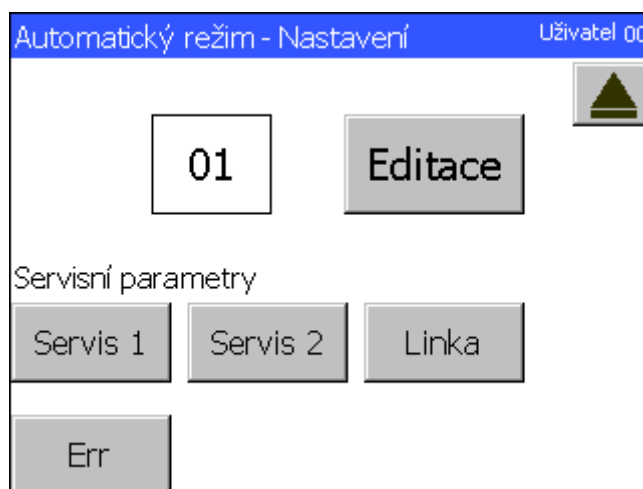 Automatický režim - Nastavení Uživatel 00
01 Editace
Servisní parametry
Servis 1 Servis 2 Linka
Err